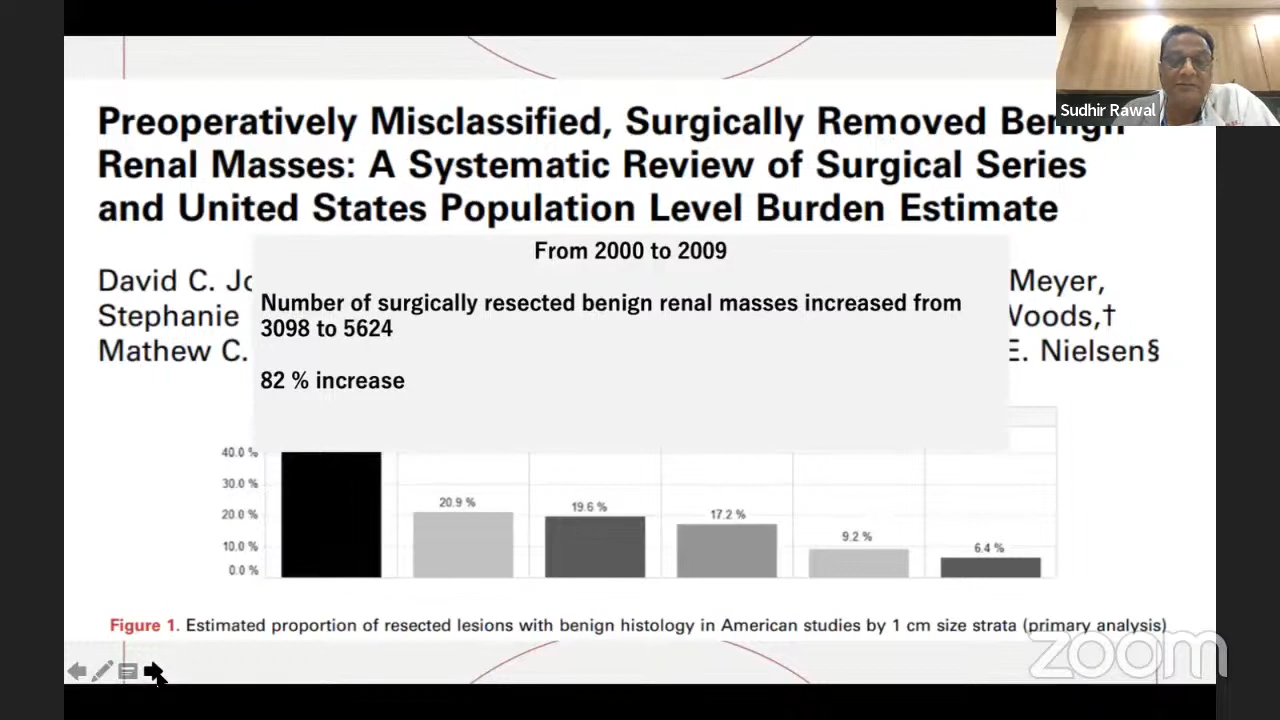 Sudhir Rawal
Preoperatively Misclassified, Surgically Removed Benign
Renal Masses: A Systematic Review of Surgical Series
and United States Population Level Burden Estimate
From 2000 to 2009
David C. Meyer,
Number of surgically resected benign renal masses increased from
3098 to 5624
Stephanie Woods,†
Mathew C. E. Nielsen§
82 % increase
40.0 %
30.0 %
20.0 %
10.0 %
0.0 %
20.9 %
19.6 %
17.2 %
9.2 %
6.4 %
Figure 1. Estimated proportion of resected lesions with benign histology in American studies by 1 cm size strata (primary analysis)
zoom